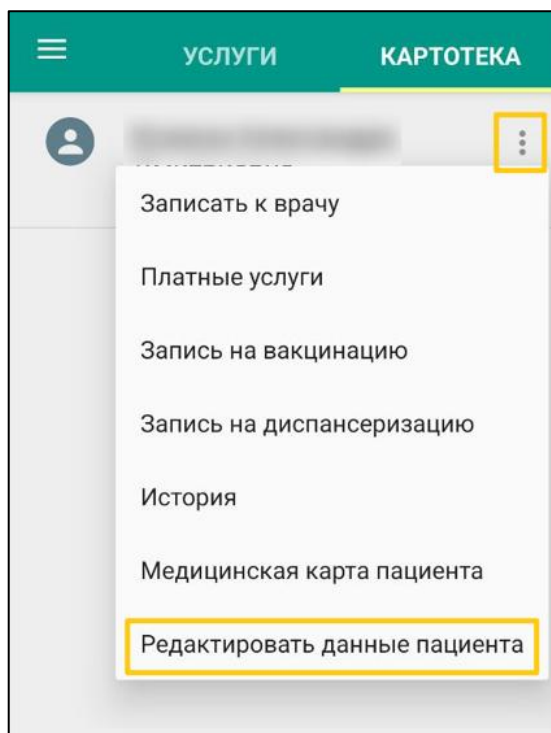 УСЛУГИ КАРТОТЕКА
Записать к врачу
Платные услуги
Запись на вакцинацию
Запись на диспансеризацию
История
Медицинская карта пациента
Редактировать данные пациента